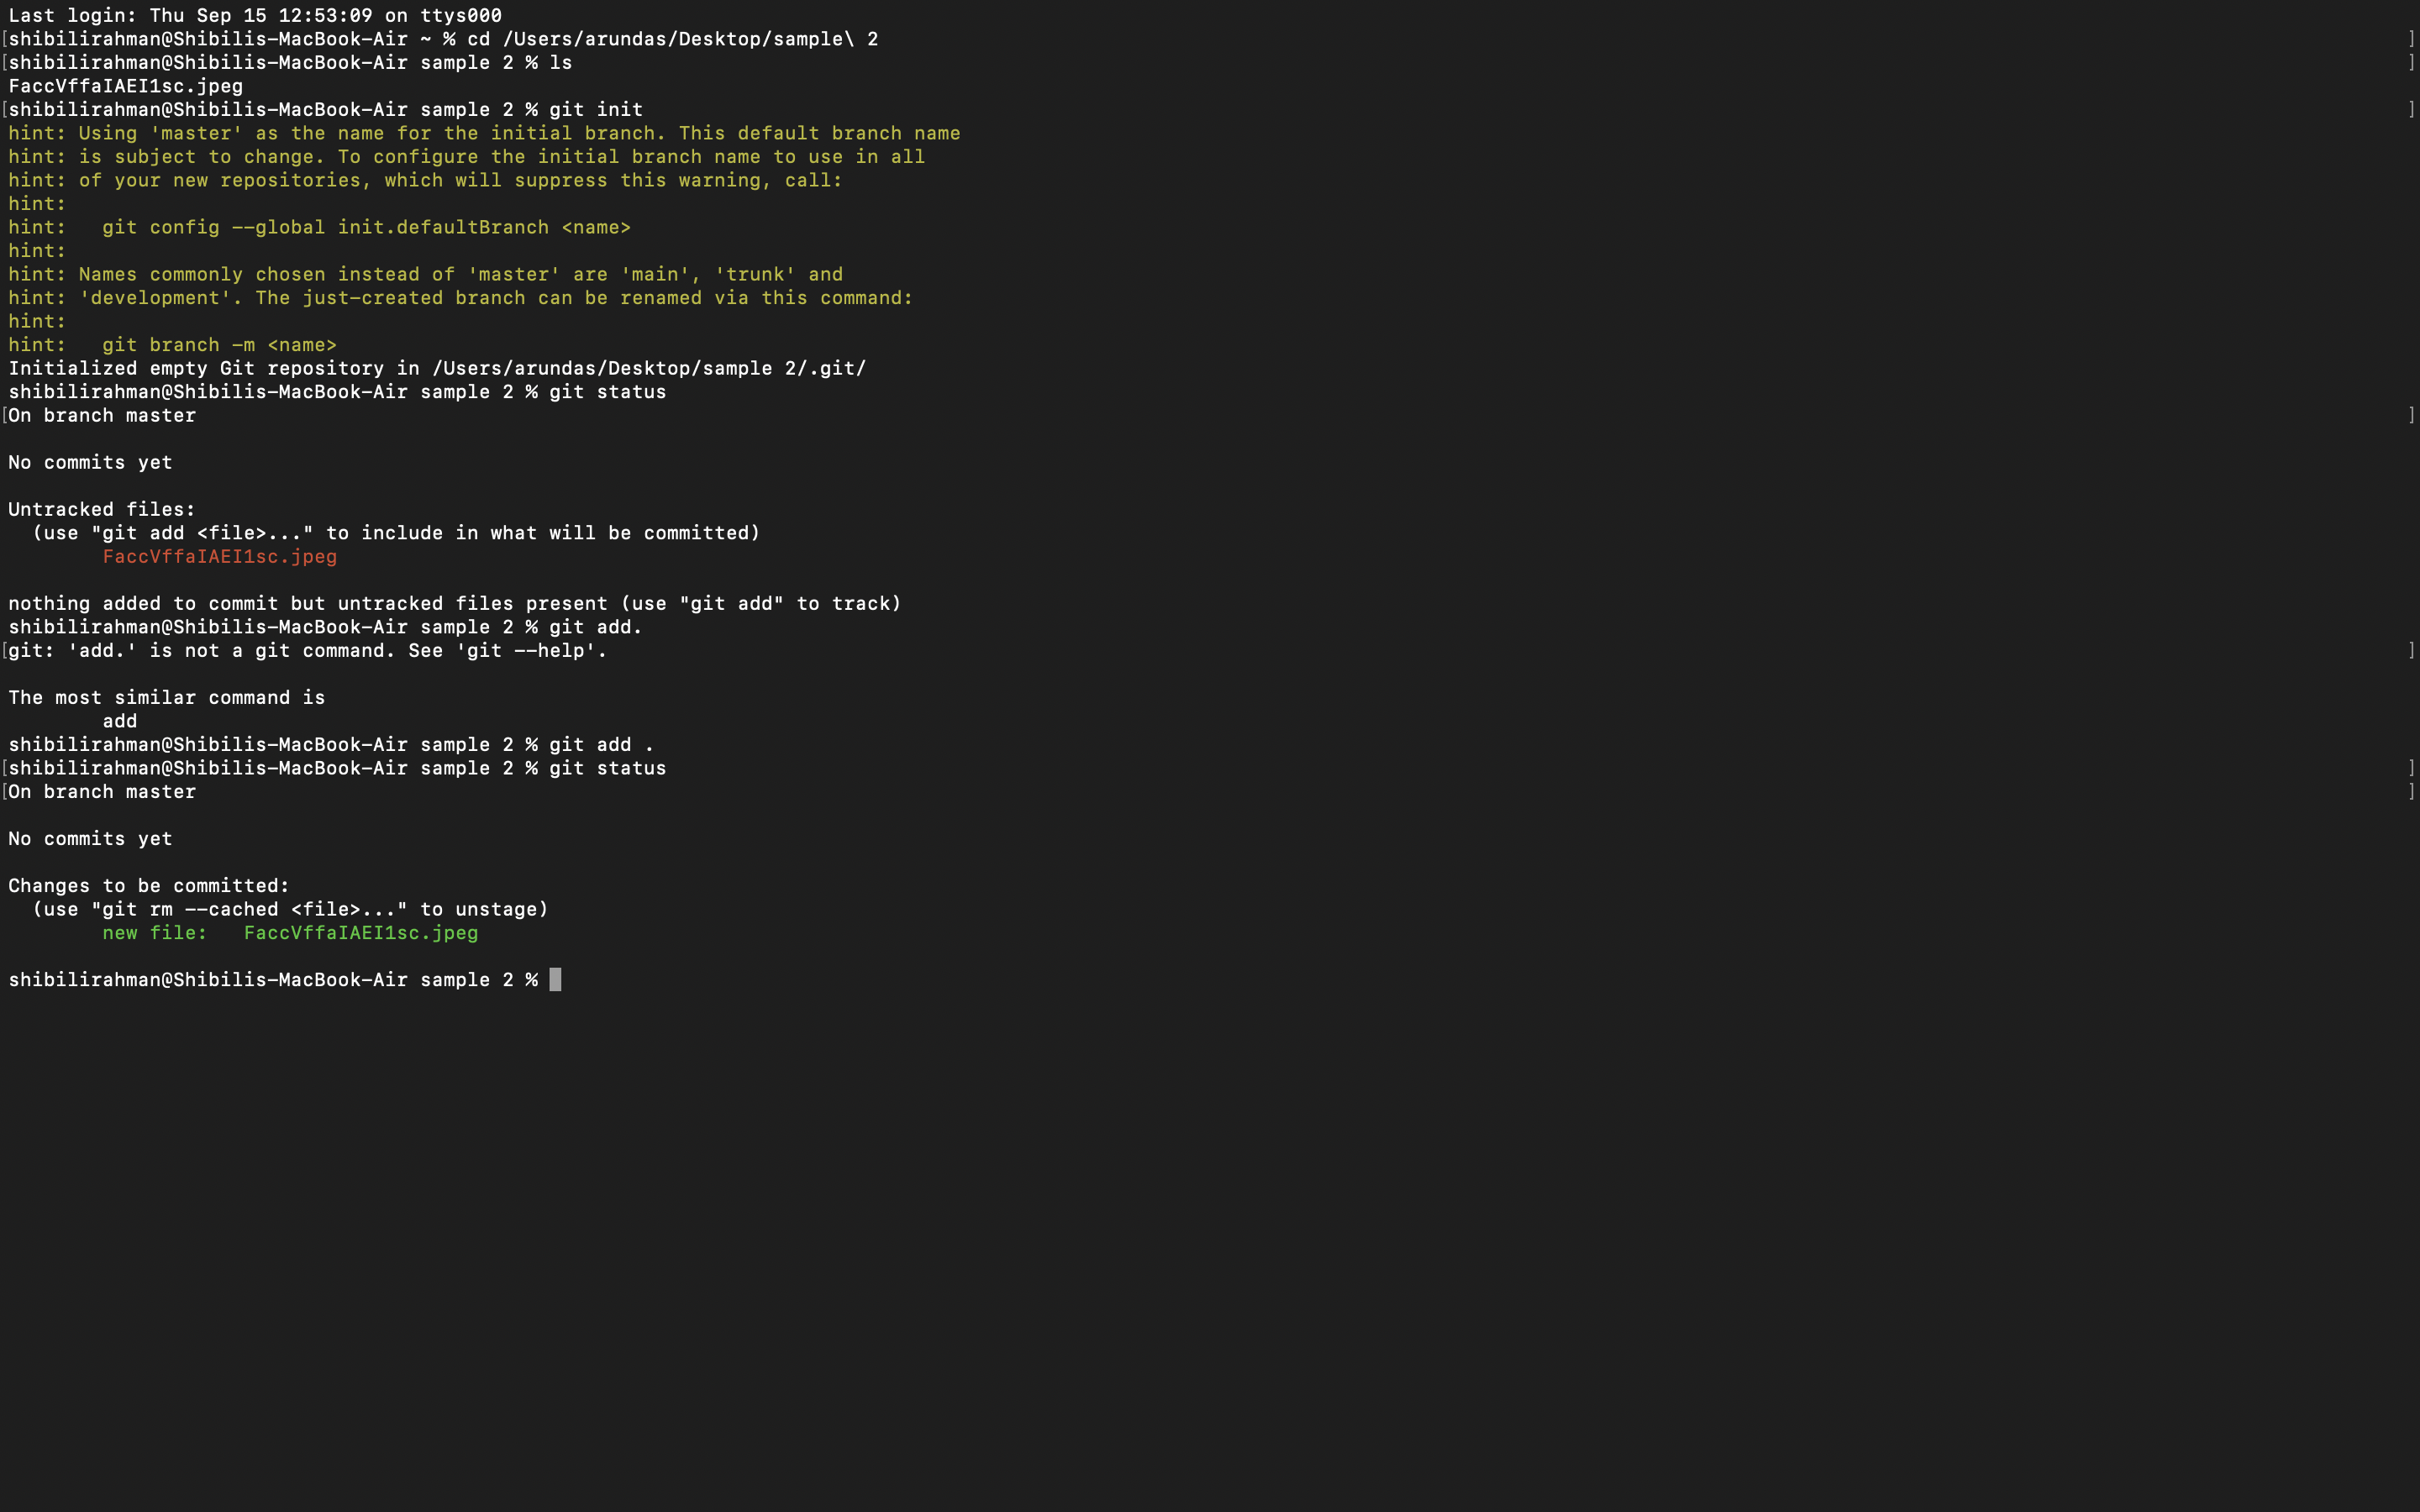 Last login: Thu Sep 15 12:53:09 on ttys000
[shibilirahman@Shibilis-MacBook-Air ~ % cd /Users/arundas/Desktop/sample\ 2 ]
[shibilirahman@Shibilis-MacBook-Air sample 2 % ls ]
FaccVffaIAEI1sc.jpeg
[shibilirahman@Shibilis-MacBook-Air sample 2 % git init ]
hint: Using 'master' as the name for the initial branch. This default branch name
hint: is subject to change. To configure the initial branch name to use in all
hint: of your new repositories, which will suppress this warning, call:
hint:
hint:   git config --global init.defaultBranch <name>
hint:
hint: Names commonly chosen instead of 'master' are 'main', 'trunk' and
hint: 'development'. The just-created branch can be renamed via this command:
hint:
hint:   git branch -m <name>
Initialized empty Git repository in /Users/arundas/Desktop/sample 2/.git/
shibilirahman@Shibilis-MacBook-Air sample 2 % git status
[On branch master ]

No commits yet

Untracked files:
  (use "git add <file>..." to include in what will be committed)
        FaccVffaIAEI1sc.jpeg

nothing added to commit but untracked files present (use "git add" to track)
shibilirahman@Shibilis-MacBook-Air sample 2 % git add.
[git: 'add.' is not a git command. See 'git --help'. ]

The most similar command is
        add
shibilirahman@Shibilis-MacBook-Air sample 2 % git add .
[shibilirahman@Shibilis-MacBook-Air sample 2 % git status ]
[On branch master ]

No commits yet

Changes to be committed:
  (use "git rm --cached <file>..." to unstage)
        new file:   FaccVffaIAEI1sc.jpeg

shibilirahman@Shibilis-MacBook-Air sample 2 %